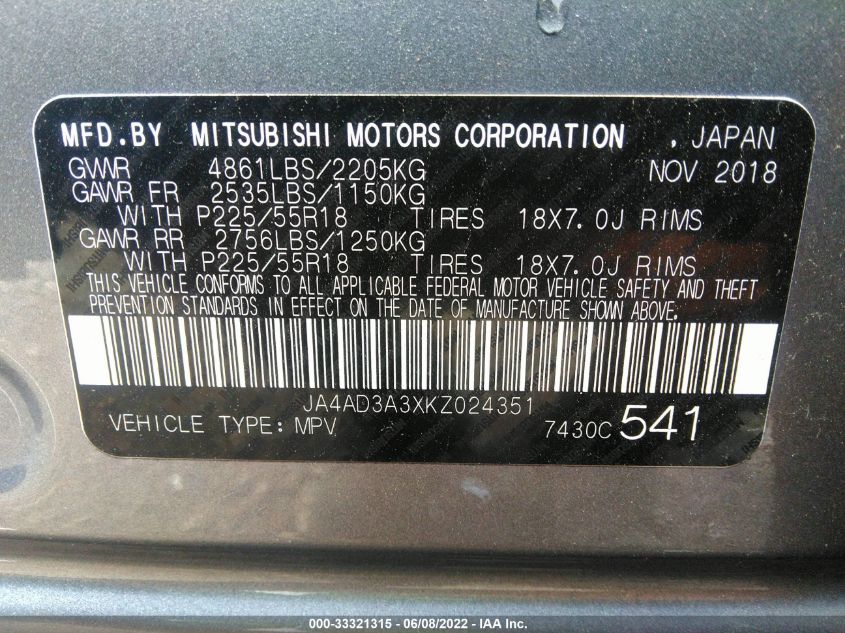 MFD.BY MITSUBISHI MOTORS CORPORATION , JAPAN
GVWR 4861LBS/2205KG NOV 2018
GAWR FR 2535LBS/1150KG
WITH P225/55R18 TIRES 18X7.0J RIMS
GAWR RR 2756LBS/1250KG
WITH P225/55R18 TIRES 18X7.0J RIMS
THIS VEHICLE CONFORMS TO ALL APPLICABLE FEDERAL MOTOR VEHICLE SAFETY AND THEFT
PREVENTION STANDARDS IN EFFECT ON THE DATE OF MANUFACTURE SHOWN ABOVE.
JA4AD3A3XKZ024351
VEHICLE TYPE: MPV 7430C 541
000-33321315 - 06/08/2022 - IAA Inc.